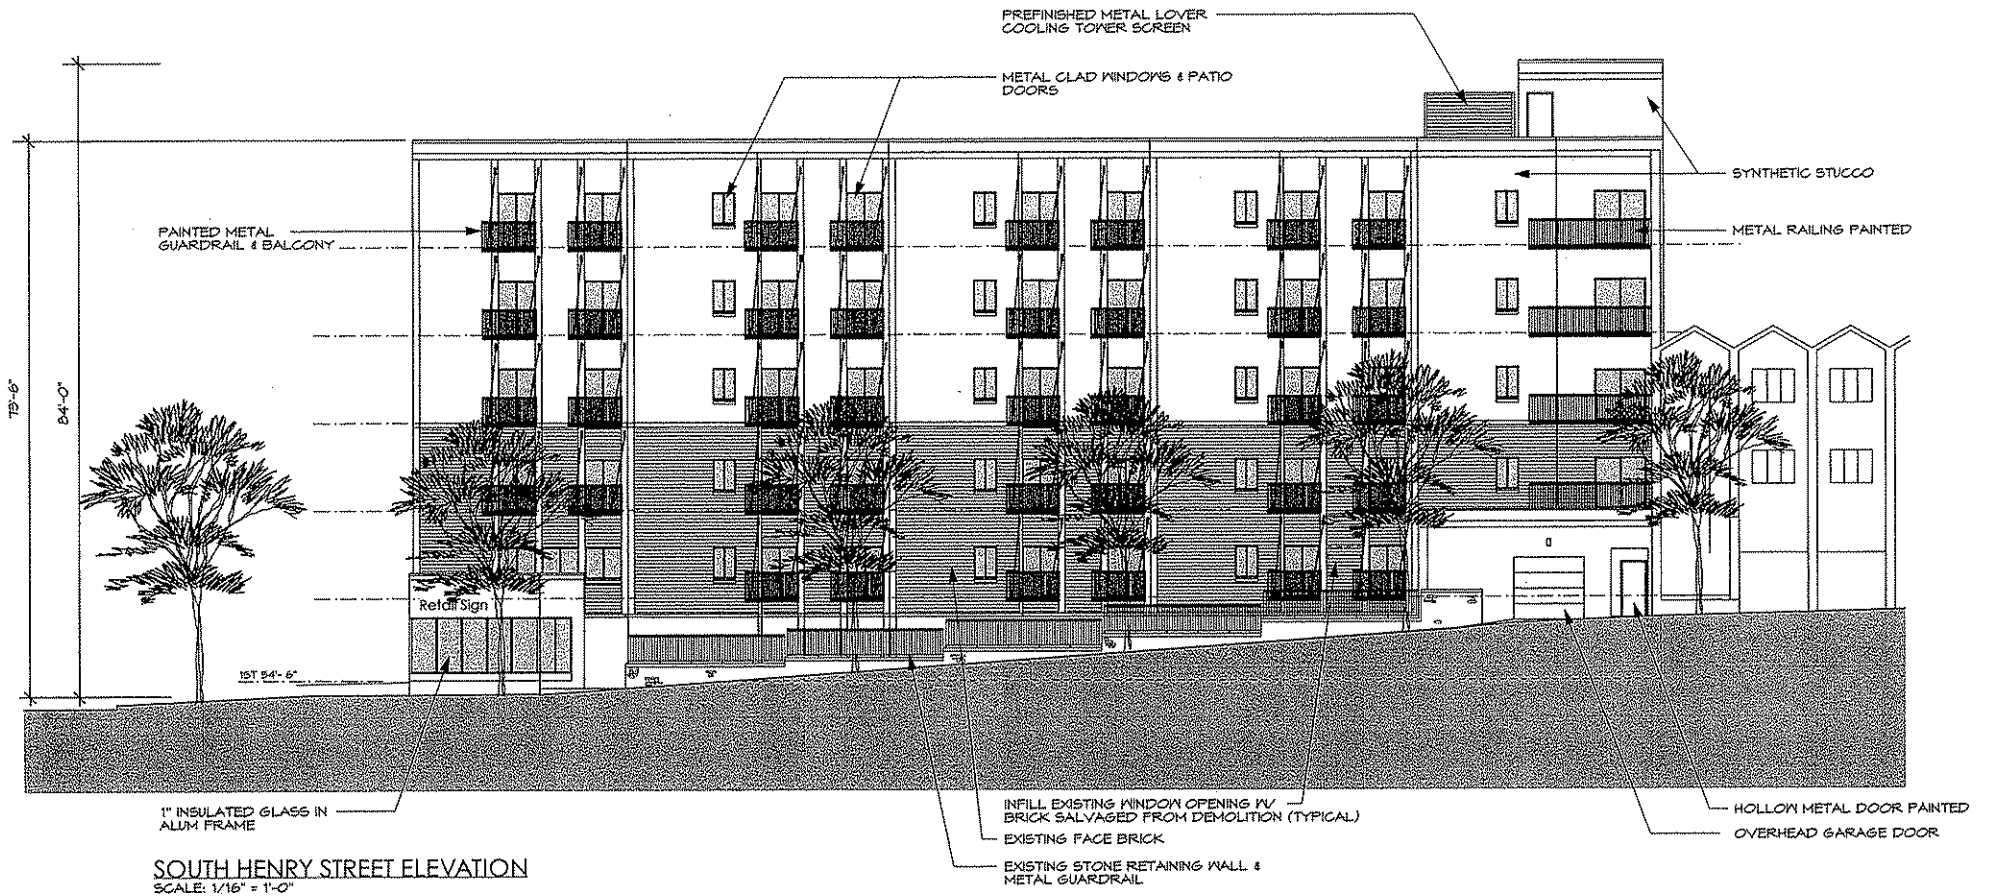 PREFINISHED METAL LOVER
COOLING TOWER SCREEN
METAL CLAD WINDOWS & PATIO
DOORS
SYNTHETIC STUCCO
PAINTED METAL
GUARDRAIL & BALCONY
METAL RAILING PAINTED
73'-6"
84'-0"
Retail Sign
1ST 54'-6"
1" INSULATED GLASS IN
ALUM FRAME
INFILL EXISTING WINDOW OPENING W/
BRICK SALVAGED FROM DEMOLITION (TYPICAL)
EXISTING FACE BRICK
EXISTING STONE RETAINING WALL &
METAL GUARDRAIL
HOLLOW METAL DOOR PAINTED
OVERHEAD GARAGE DOOR
SOUTH HENRY STREET ELEVATION
SCALE: 1/16" = 1'-0"